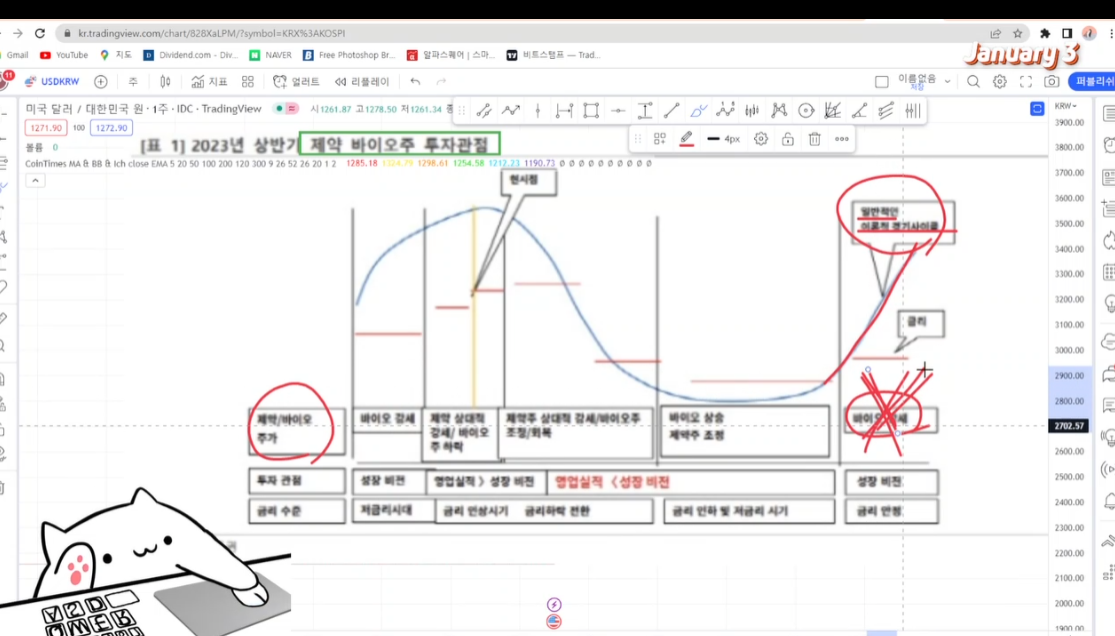 kr.tradingview.com/chart/828XaLPM/?symbol=KRX%3AKOSPI
January 3
Gmail YouTube 지도 Dividend.com - Div... NAVER Free Photoshop Br... 알파스퀘어 | 스마... 비트스탬프 — Trad...
11 USDKRW 주 지표 얼러트 리플레이 이름없음 저장 퍼블리쉬
미국 달러 / 대한민국 원 · 1주 · IDC · TradingView 시1261.87 고1278.50 저1261.34 KRW
1271.90 100 1272.90 4px
볼륨 0
[표 1] 2023년 상반기 제약 바이오주 투자관점
CoinTimes MA & BB & Ich close EMA 5 20 50 100 200 120 300 9 26 52 26 20 1 2 1285.18 1324.79 1298.61 1254.58 1212.23 1190.73
현시점
일반적인
이론적 경기사이클
금리
제약/바이오
주가
바이오 강세
제약 상대적
강세/ 바이오
주 하락
제약주 상대적 강세/바이오주
조정/회복
바이오 상승
제약주 조정
투자 관점 성장 비전 영업실적 > 성장 비전 영업실적 < 성장 비전 성장 비전
금리 수준 저금리시대 금리 인상시기 금리하락 전환 금리 인하 및 저금리 시기 금리 안정
3900.00
3800.00
3700.00
3600.00
3500.00
3400.00
3300.00
3200.00
3100.00
3000.00
2900.00
2800.00
2702.57
2600.00
2500.00
2400.00
2300.00
2200.00
2100.00
2000.00
1900.00